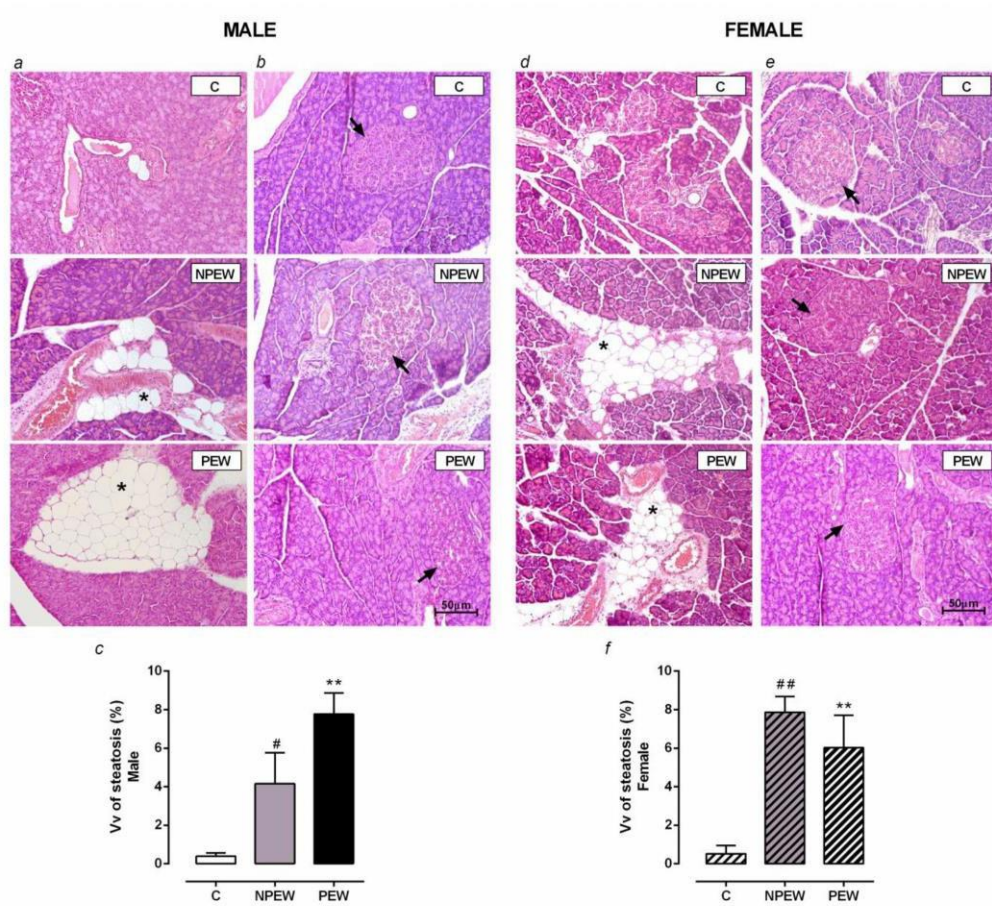 MALE
FEMALE
a
b
d
e
C
C
C
C
NPEW
NPEW
NPEW
NPEW
*
*
*
PEW
PEW
PEW
PEW
*
50µm
50µm
c
Vv of steatosis (%)
Male
10
8
6
4
2
0
#
**
C
NPEW
PEW
f
Vv of steatosis (%)
Female
10
8
6
4
2
0
##
**
C
NPEW
PEW